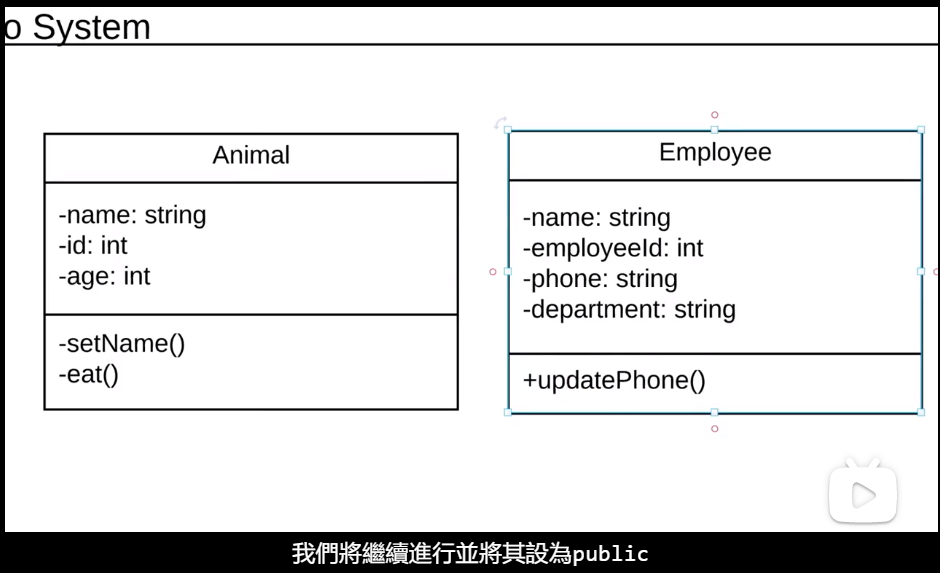 o System
Animal
-name: string
-id: int
-age: int
-setName()
-eat()
Employee
-name: string
-employeeId: int
-phone: string
-department: string
+updatePhone()
我們將繼續進行並將其設為public